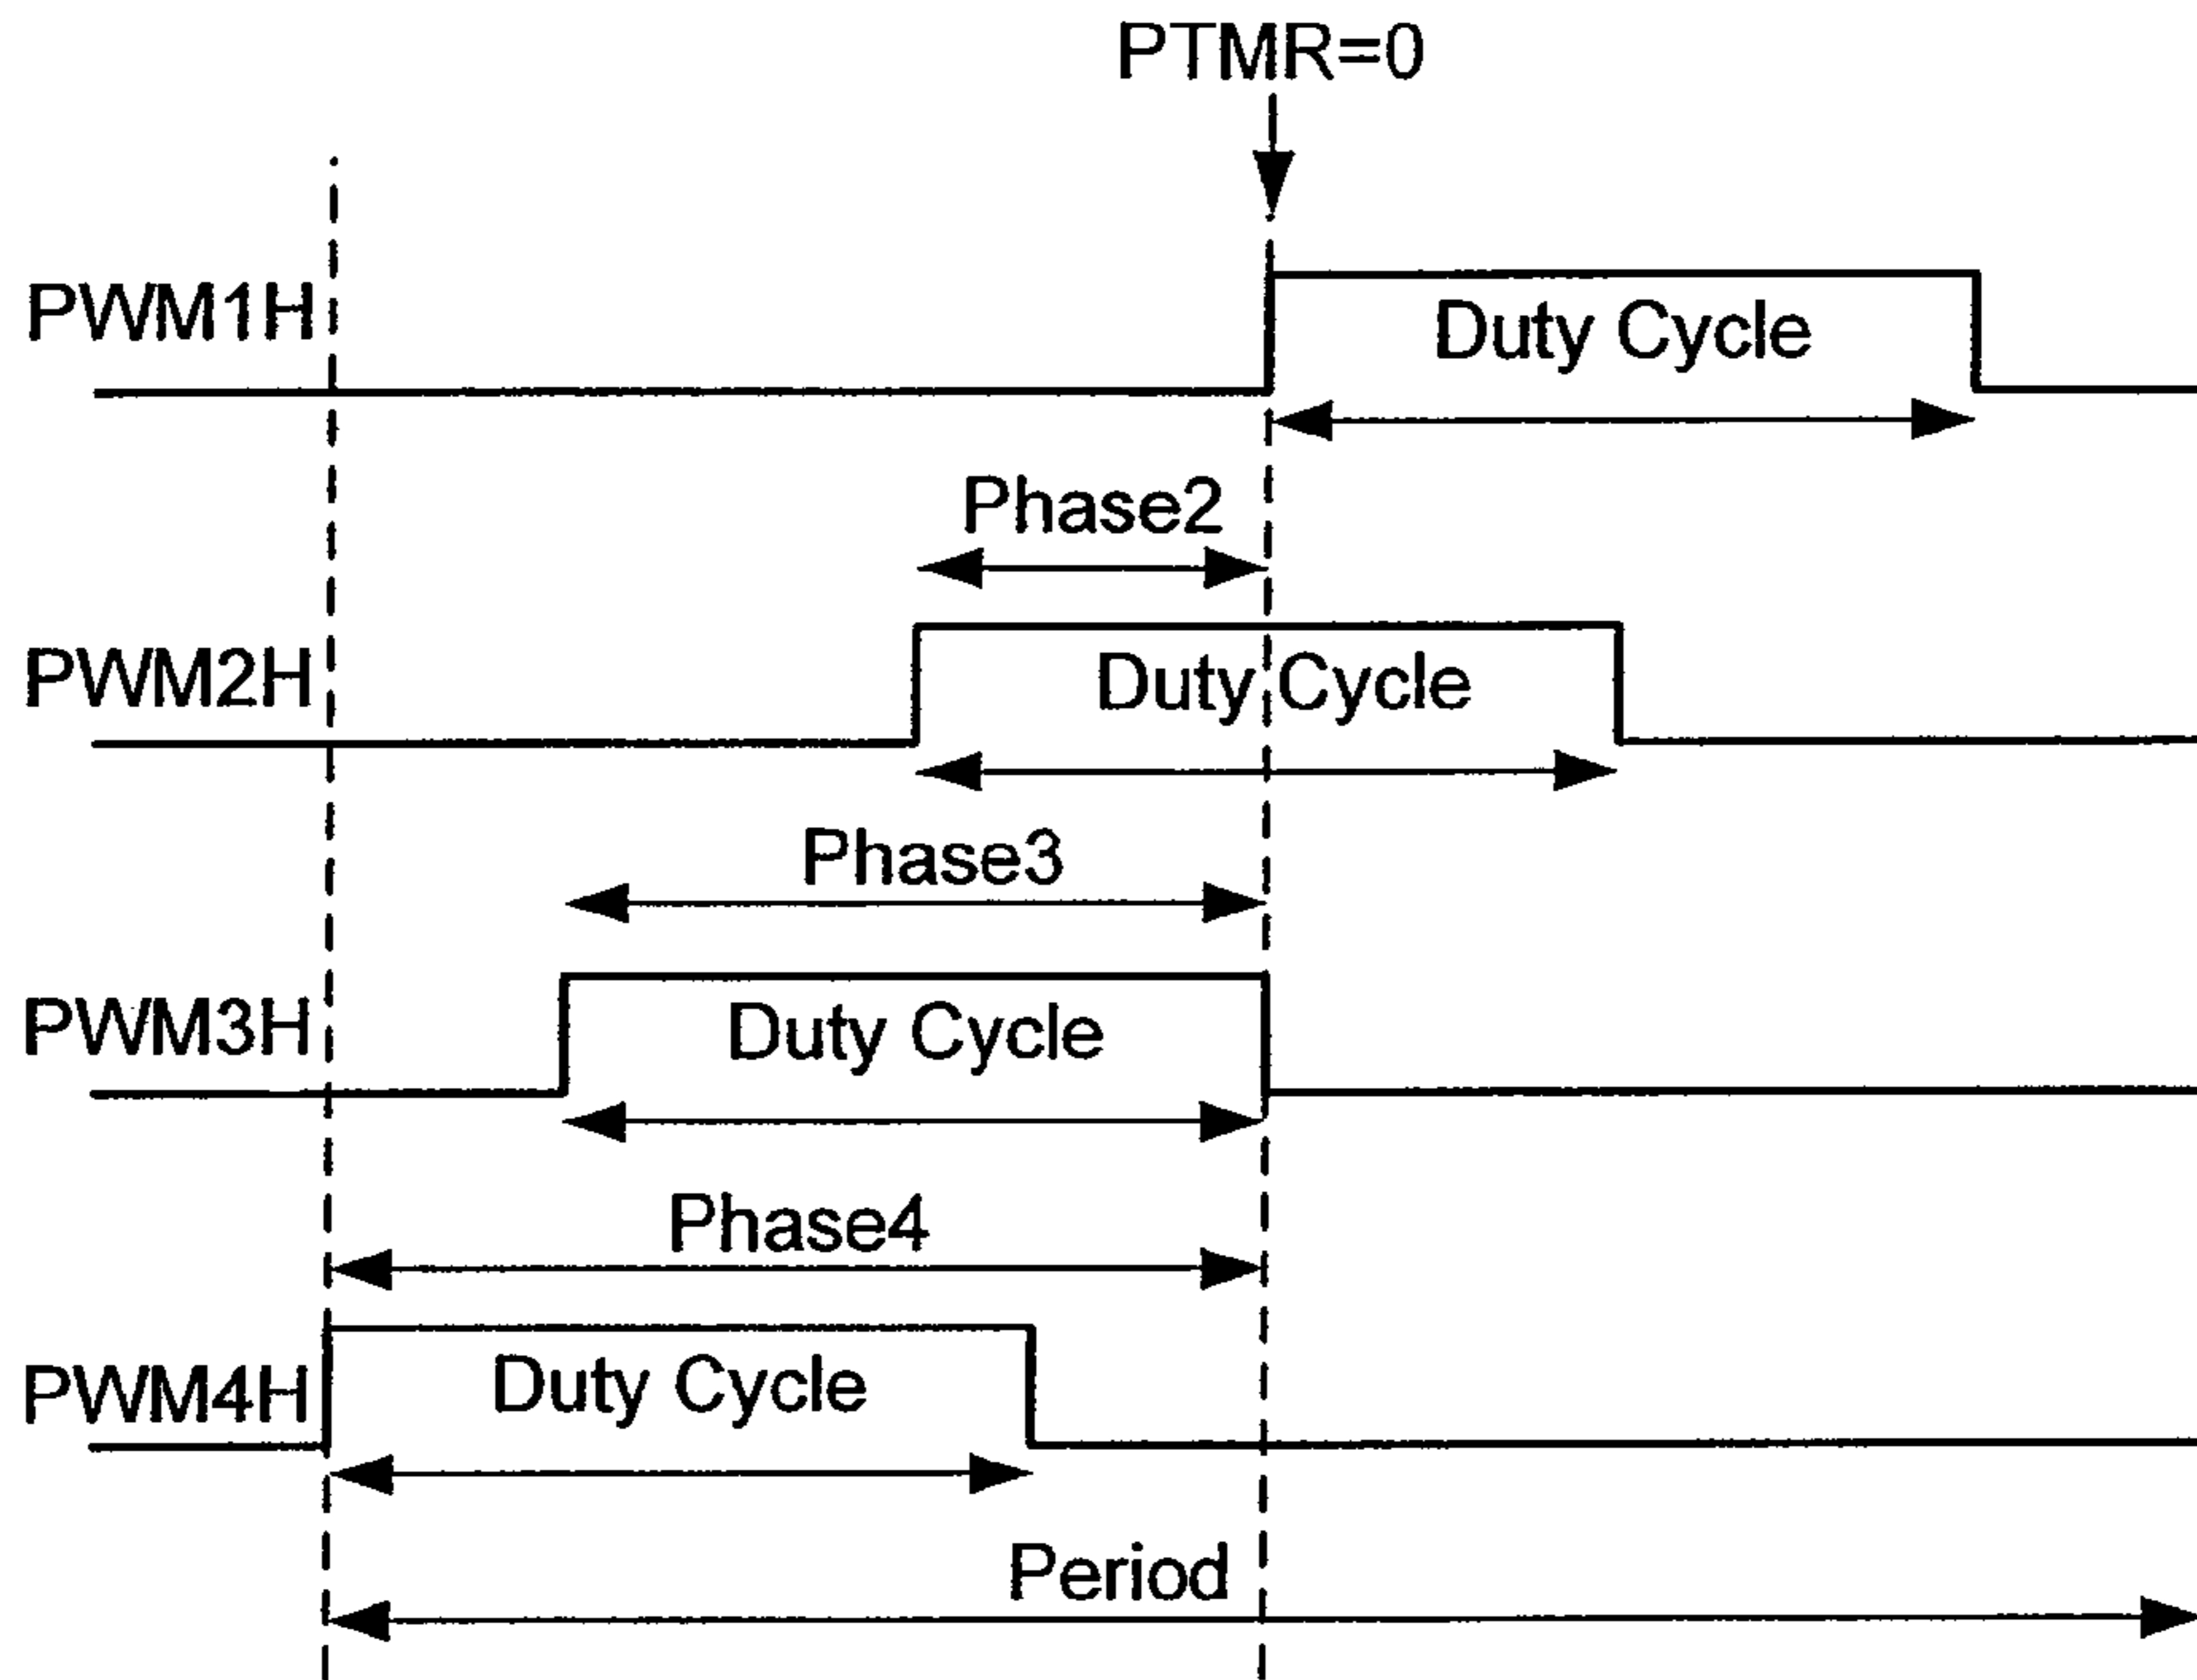 PTMR=0
PWM1H
Duty Cycle
Phase2
PWM2H
Duty Cycle
Phase3
PWM3H
Duty Cycle
Phase4
PWM4H
Duty Cycle
Period